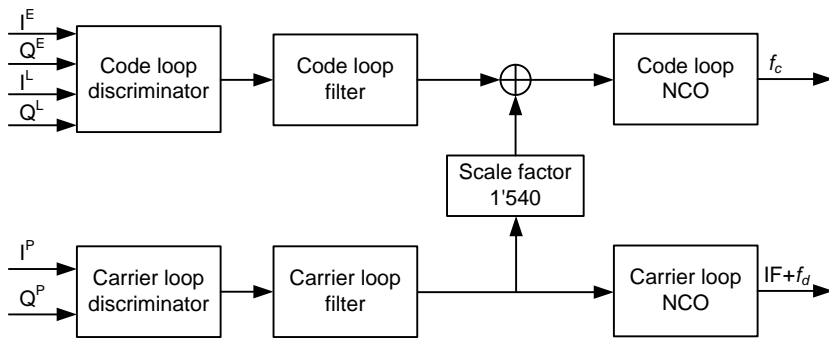 I^E
Q^E
I^L
Q^L
Code loop
discriminator
Code loop
filter
Code loop
NCO
f_c
Scale factor
1'540
I^P
Q^P
Carrier loop
discriminator
Carrier loop
filter
Carrier loop
NCO
IF+f_d